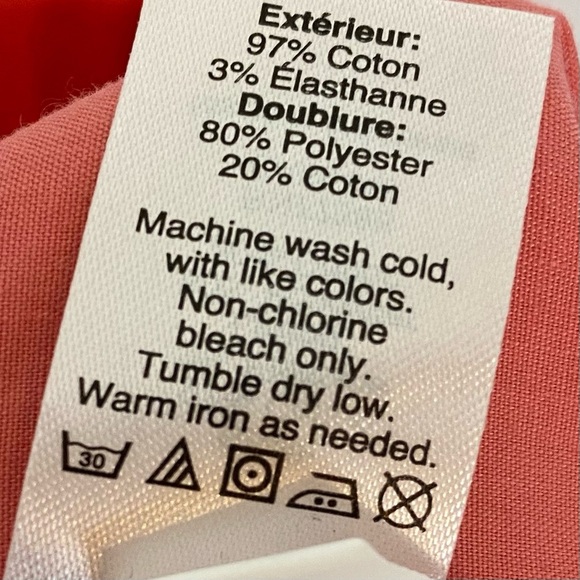 Extérieur:
97% Coton
3% Élasthanne
Doublure:
80% Polyester
20% Coton
Machine wash cold,
with like colors.
Non-chlorine
bleach only.
Tumble dry low.
Warm iron as needed.
30